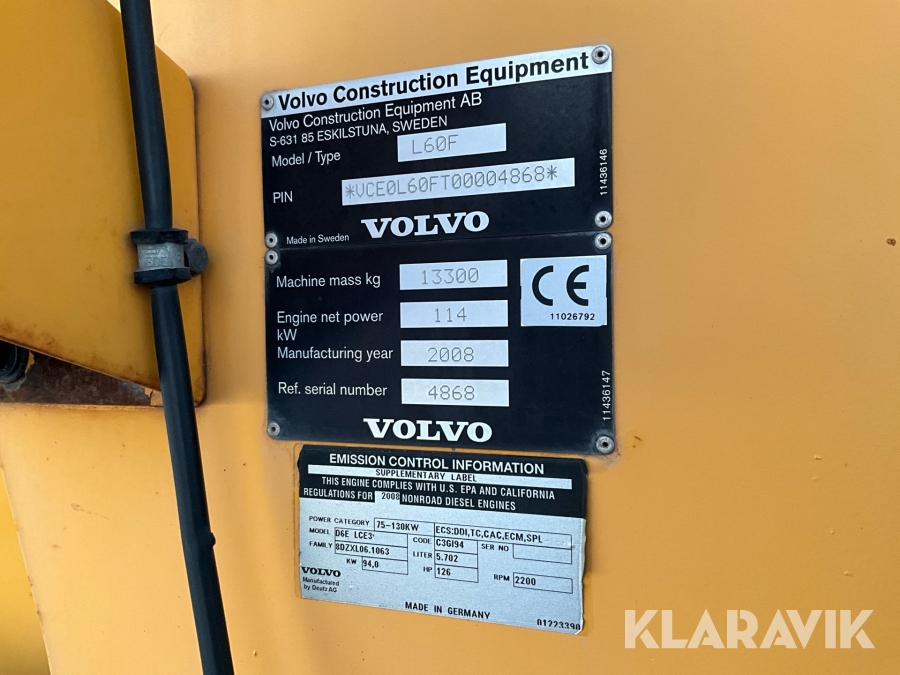 Volvo Construction Equipment
Volvo Construction Equipment AB
S-631 85 ESKILSTUNA, SWEDEN
Model / Type L60F
PIN *VCE0L60FT00004868*
Made in Sweden VOLVO
11436146
Machine mass kg 13300
Engine net power kW 114
Manufacturing year 2008
Ref. serial number 4868
VOLVO
CE
11026792
11436147
EMISSION CONTROL INFORMATION
SUPPLEMENTARY LABEL
THIS ENGINE COMPLIES WITH U.S. EPA AND CALIFORNIA
REGULATIONS FOR 2008 NONROAD DIESEL ENGINES
POWER CATEGORY 75-130KW ECS:DDI,TC,CAC,ECM,SPL
MODEL D6E LCE3 CODE C3GI94 SER NO
FAMILY 8DZXL06.1063 LITER 5.702
KW 94,0 HP 126 RPM 2200
VOLVO
Manufactured
by Deutz AG
MADE IN GERMANY
01223390
KLARAVIK